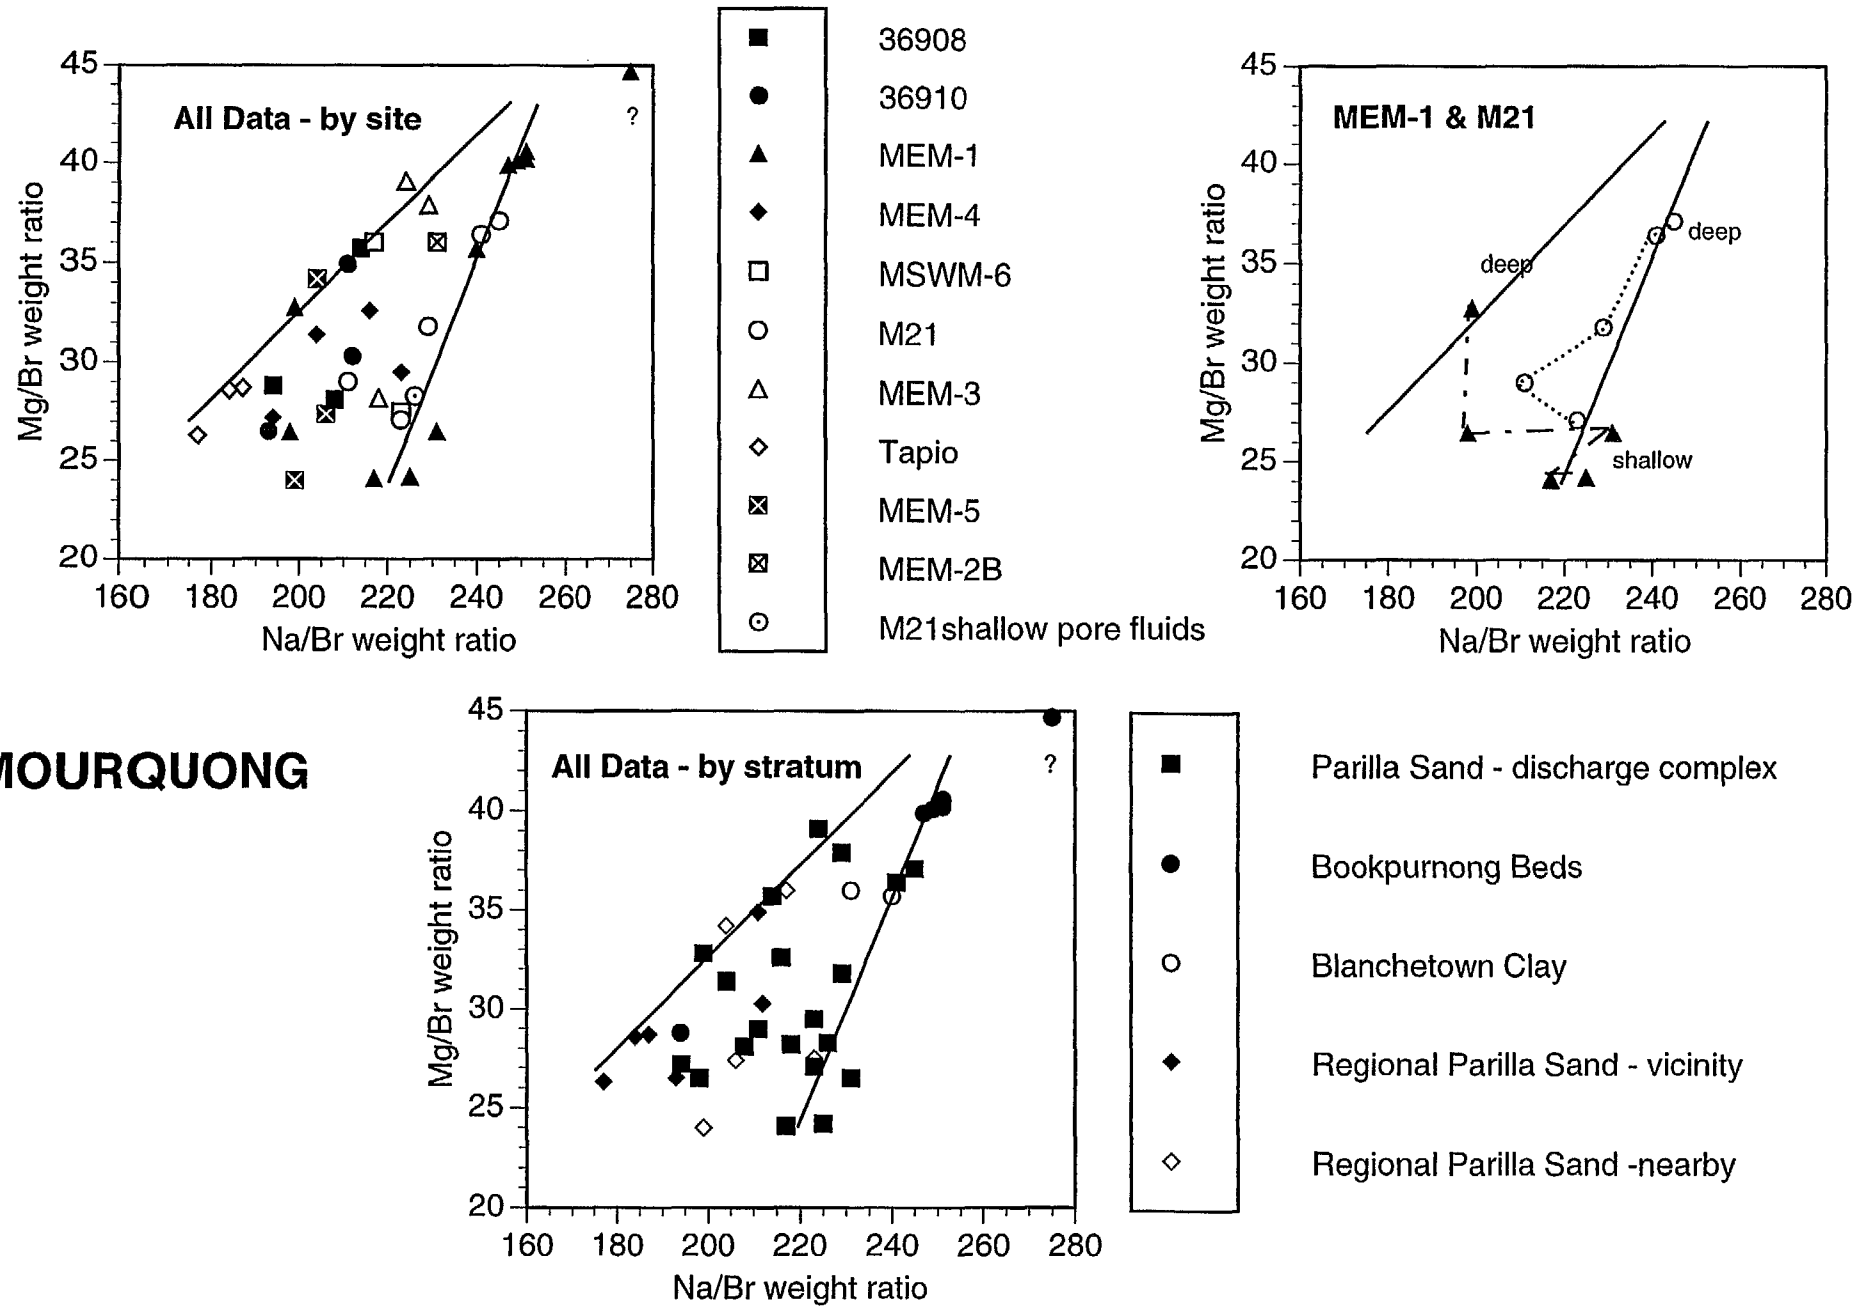 45
40
35
30
25
20
Mg/Br weight ratio
All Data - by site
?
160 180 200 220 240 260 280
Na/Br weight ratio
36908
36910
MEM-1
MEM-4
MSWM-6
M21
MEM-3
Tapio
MEM-5
MEM-2B
M21shallow pore fluids
45
40
35
30
25
20
Mg/Br weight ratio
MEM-1 & M21
deep
deep
shallow
160 180 200 220 240 260 280
Na/Br weight ratio
MOURQUONG
45
40
35
30
25
20
Mg/Br weight ratio
All Data - by stratum
?
160 180 200 220 240 260 280
Na/Br weight ratio
Parilla Sand - discharge complex
Bookpurnong Beds
Blanchetown Clay
Regional Parilla Sand - vicinity
Regional Parilla Sand -nearby